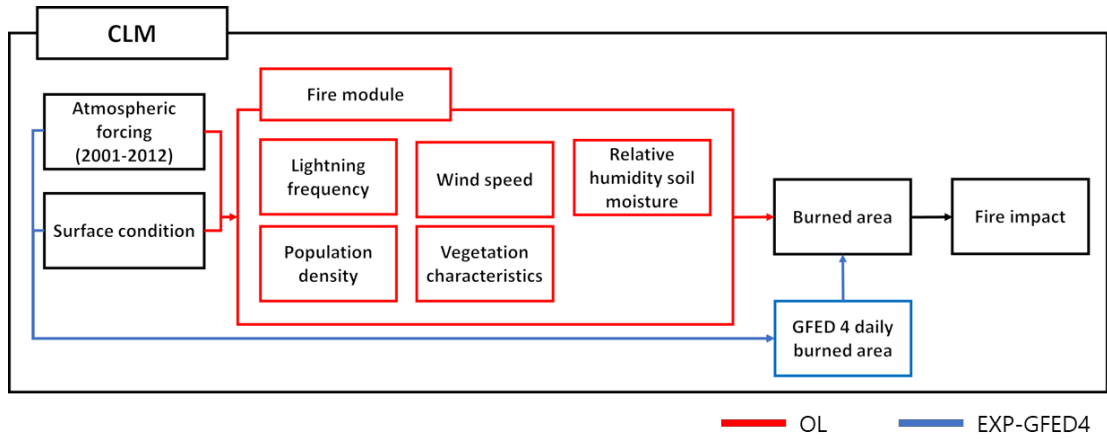 CLM
Atmospheric
forcing
(2001-2012)
Surface condition
Fire module
Lightning
frequency
Wind speed
Relative
humidity soil
moisture
Population
density
Vegetation
characteristics
Burned area
Fire impact
GFED 4 daily
burned area
OL
EXP-GFED4